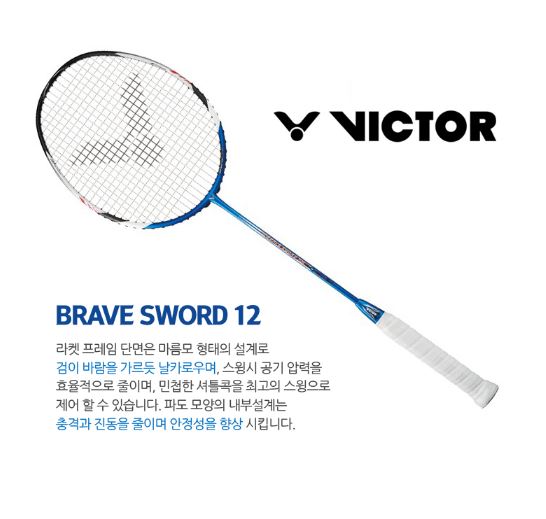 VICTOR
BRAVE SWORD 12
라켓 프레임 단면은 마름모 형태의 설계로
검이 바람을 가르듯 날카로우며, 스윙시 공기 압력을
효율적으로 줄이며, 민첩한 셔틀콕을 최고의 스윙으로
제어 할 수 있습니다. 파도 모양의 내부설계는
충격과 진동을 줄이며 안정성을 향상 시킵니다.